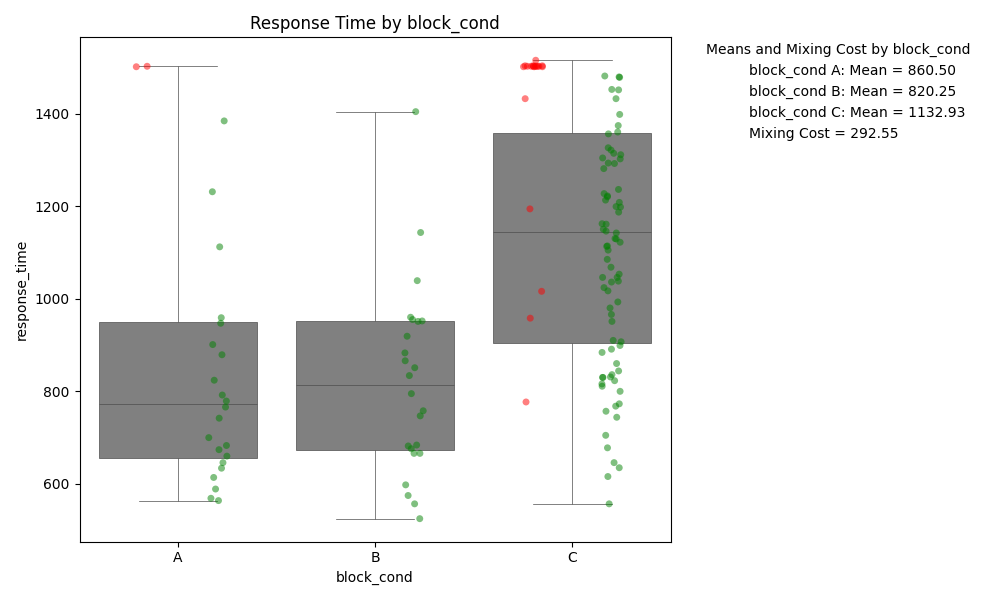 Response Time by block_cond
Means and Mixing Cost by block_cond
block_cond A: Mean = 860.50
block_cond B: Mean = 820.25
block_cond C: Mean = 1132.93
Mixing Cost = 292.55
response_time
1400
1200
1000
800
600
A
B
C
block_cond